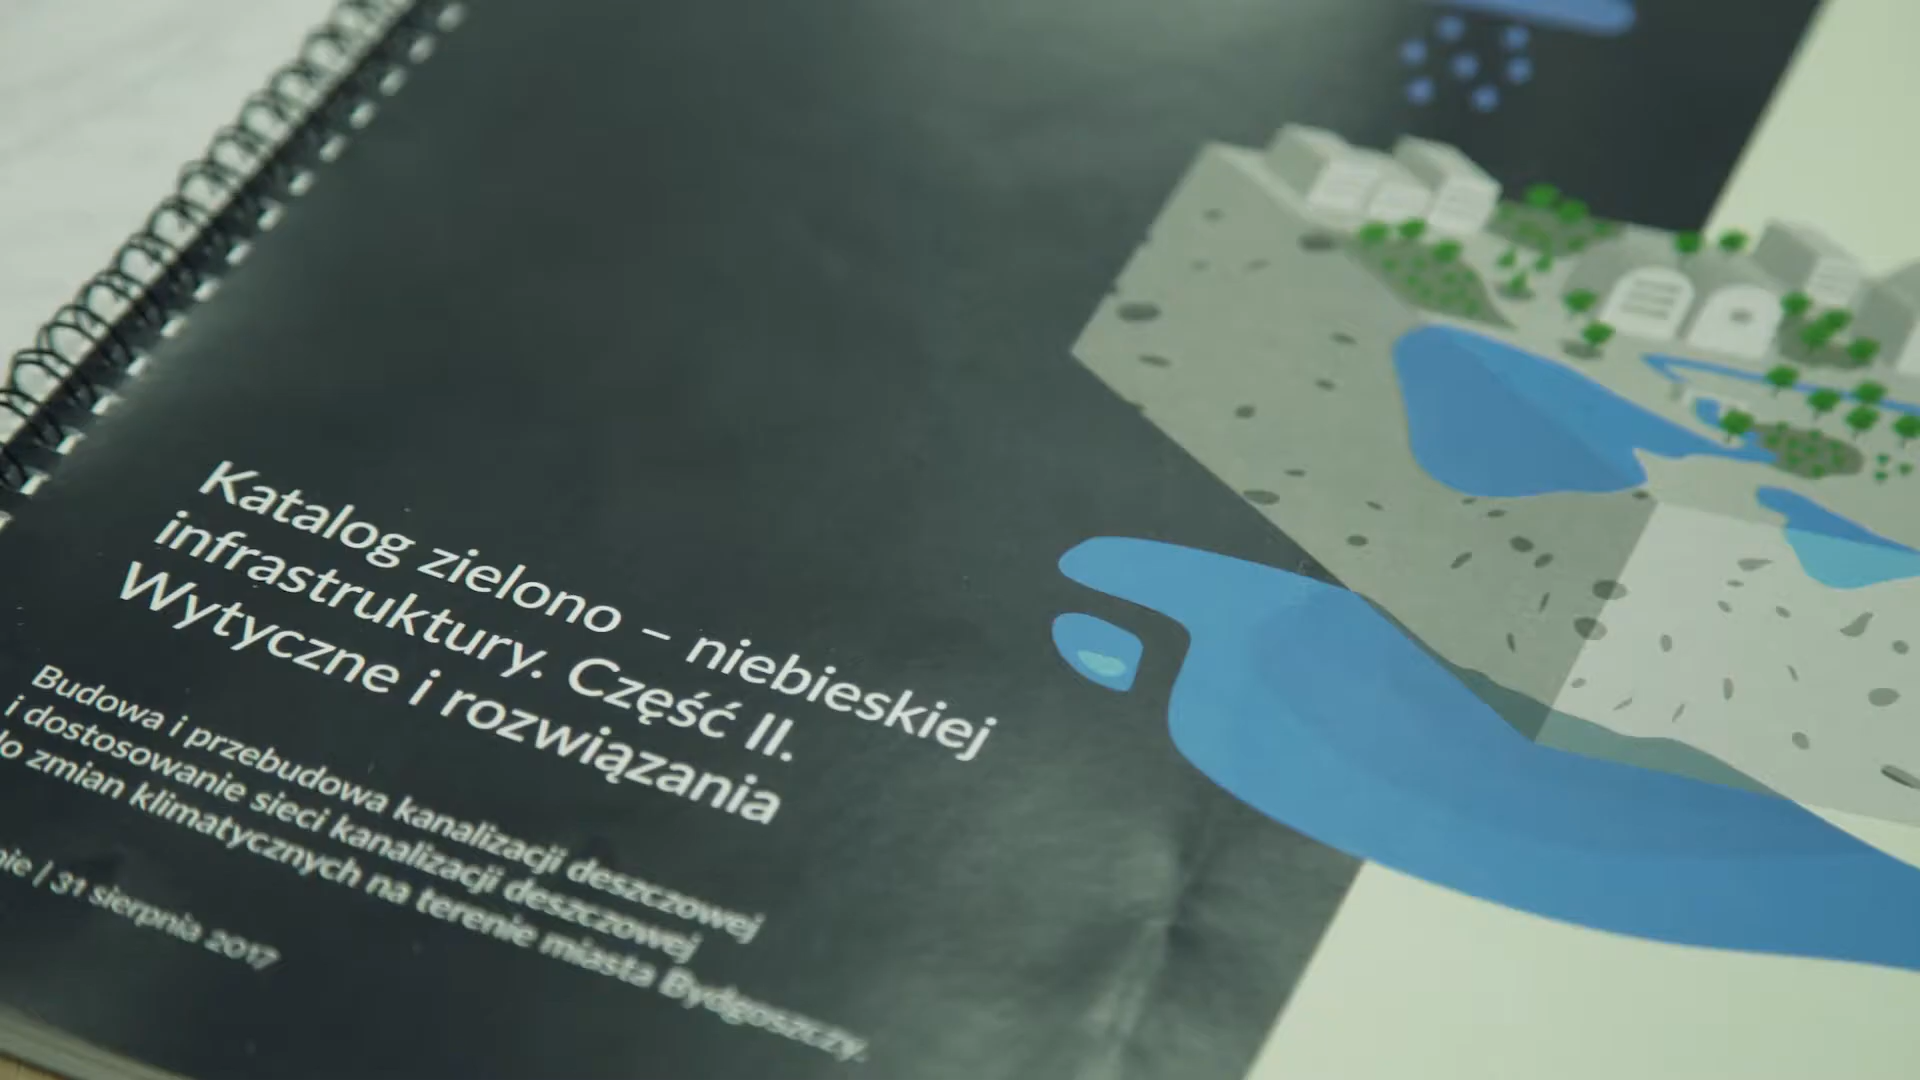 Katalog zielono – niebieskiej
infrastruktury. Część II.
Wytyczne i rozwiązania
Budowa i przebudowa kanalizacji deszczowej
i dostosowanie sieci kanalizacji deszczowej
do zmian klimatycznych na terenie miasta Bydgoszczy.
| 31 sierpnia 2017